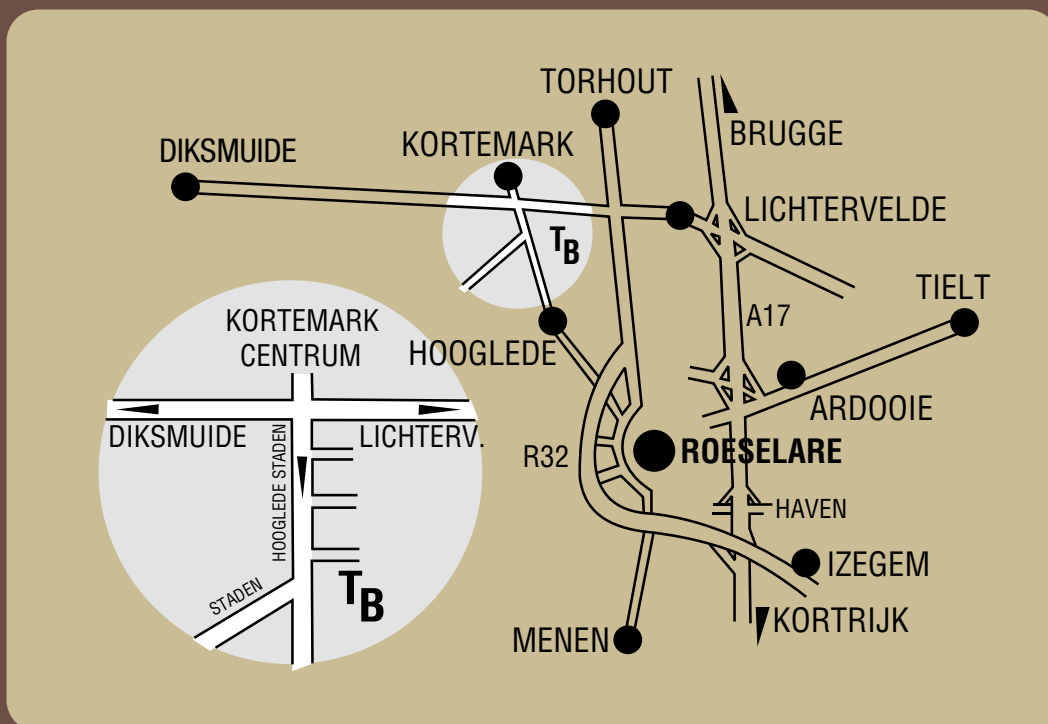 TORHOUT
BRUGGE
KORTEMARK
DIKSMUIDE
LICHTERVELDE
TB
TIELT
A17
KORTEMARK
CENTRUM
HOOGLEDE
ARDOOIE
DIKSMUIDE
LICHTERV.
HOOGLEDE STADEN
R32
ROESELARE
HAVEN
IZEGEM
STADEN
TB
KORTRIJK
MENEN